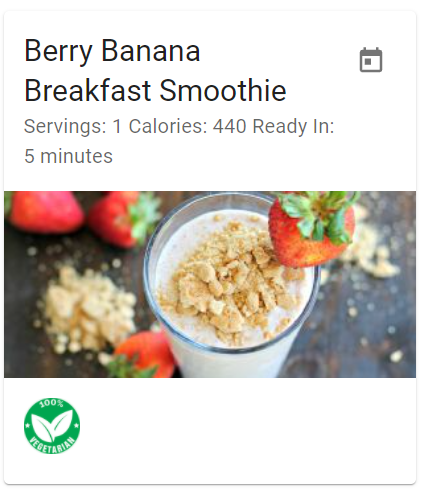 Berry Banana
Breakfast Smoothie
Servings: 1 Calories: 440 Ready In:
5 minutes
100%
VEGETARIAN